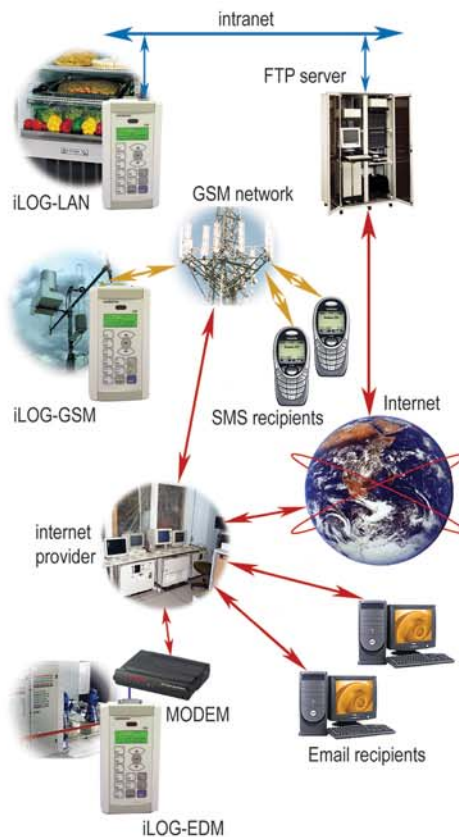 intranet
FTP server
iLOG-LAN
GSM network
iLOG-GSM
SMS recipients
Internet
internet
provider
MODEM
Email recipients
iLOG-EDM